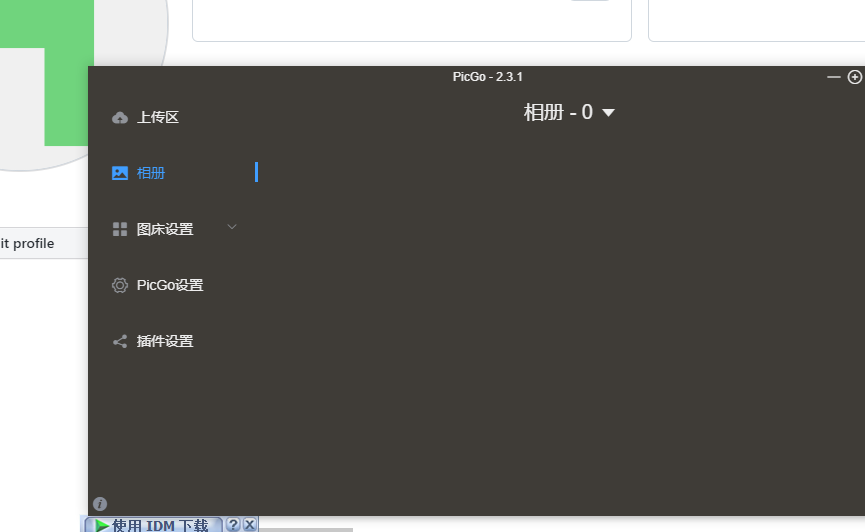 PicGo - 2.3.1
相册 - 0
上传区
相册
图床设置
it profile
PicGo设置
插件设置
使用 IDM 下载